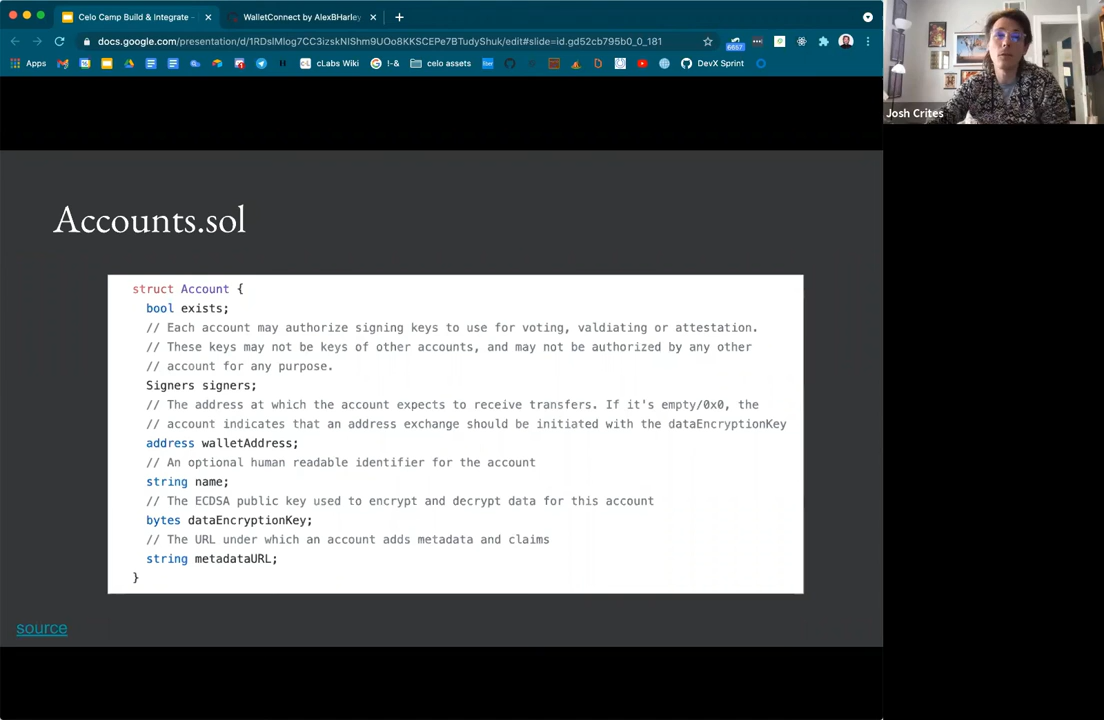 Celo Camp Build & Integrate -
WalletConnect by AlexBHarley
docs.google.com/presentation/d/1RDslMlog7CC3izskNIShm9UOo8KKSCEPe7BTudyShuk/edit#slide=id.gd52cb795b0_0_181
6667
Apps
cLabs Wiki
!-&
celo assets
DevX Sprint
Josh Crites
Accounts.sol
struct Account {
bool exists;
// Each account may authorize signing keys to use for voting, valdiating or attestation.
// These keys may not be keys of other accounts, and may not be authorized by any other
// account for any purpose.
Signers signers;
// The address at which the account expects to receive transfers. If it's empty/0x0, the
// account indicates that an address exchange should be initiated with the dataEncryptionKey
address walletAddress;
// An optional human readable identifier for the account
string name;
// The ECDSA public key used to encrypt and decrypt data for this account
bytes dataEncryptionKey;
// The URL under which an account adds metadata and claims
string metadataURL;
}
source